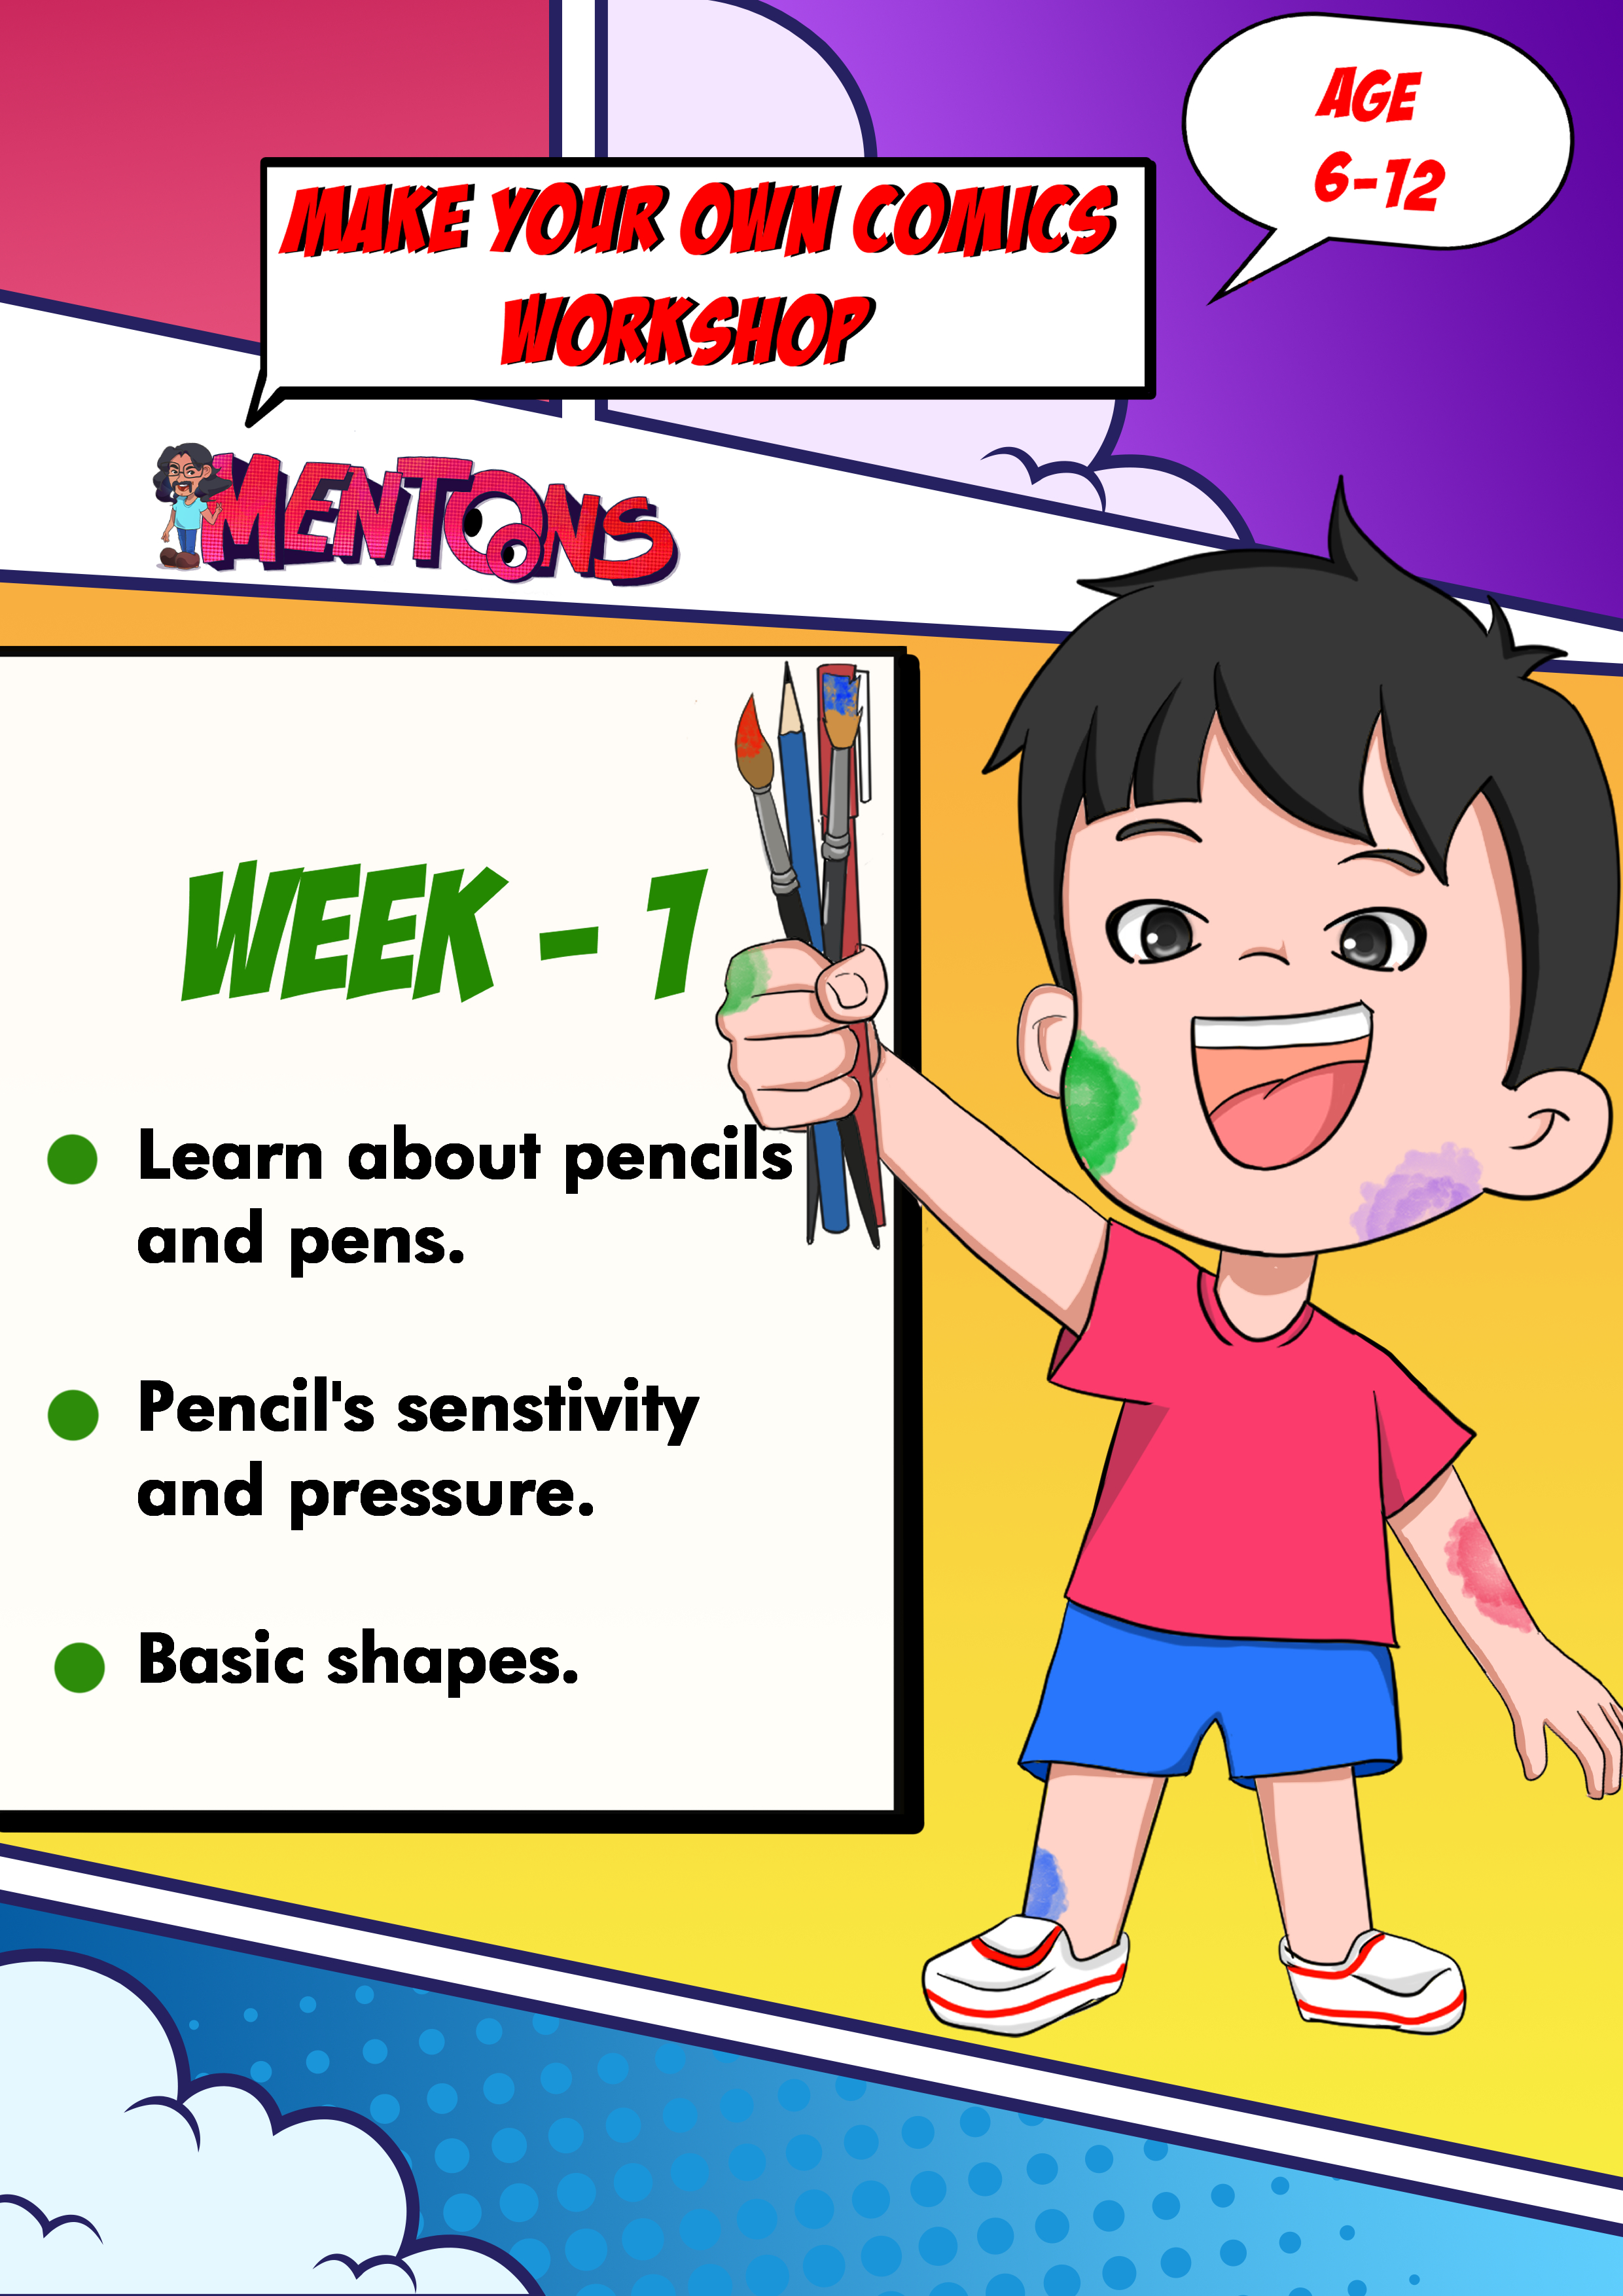 AGE
6-12
MAKE YOUR OWN COMICS
WORKSHOP
MENTOONS
WEEK - 1
Learn about pencils
and pens.
Pencil's senstivity
and pressure.
Basic shapes.